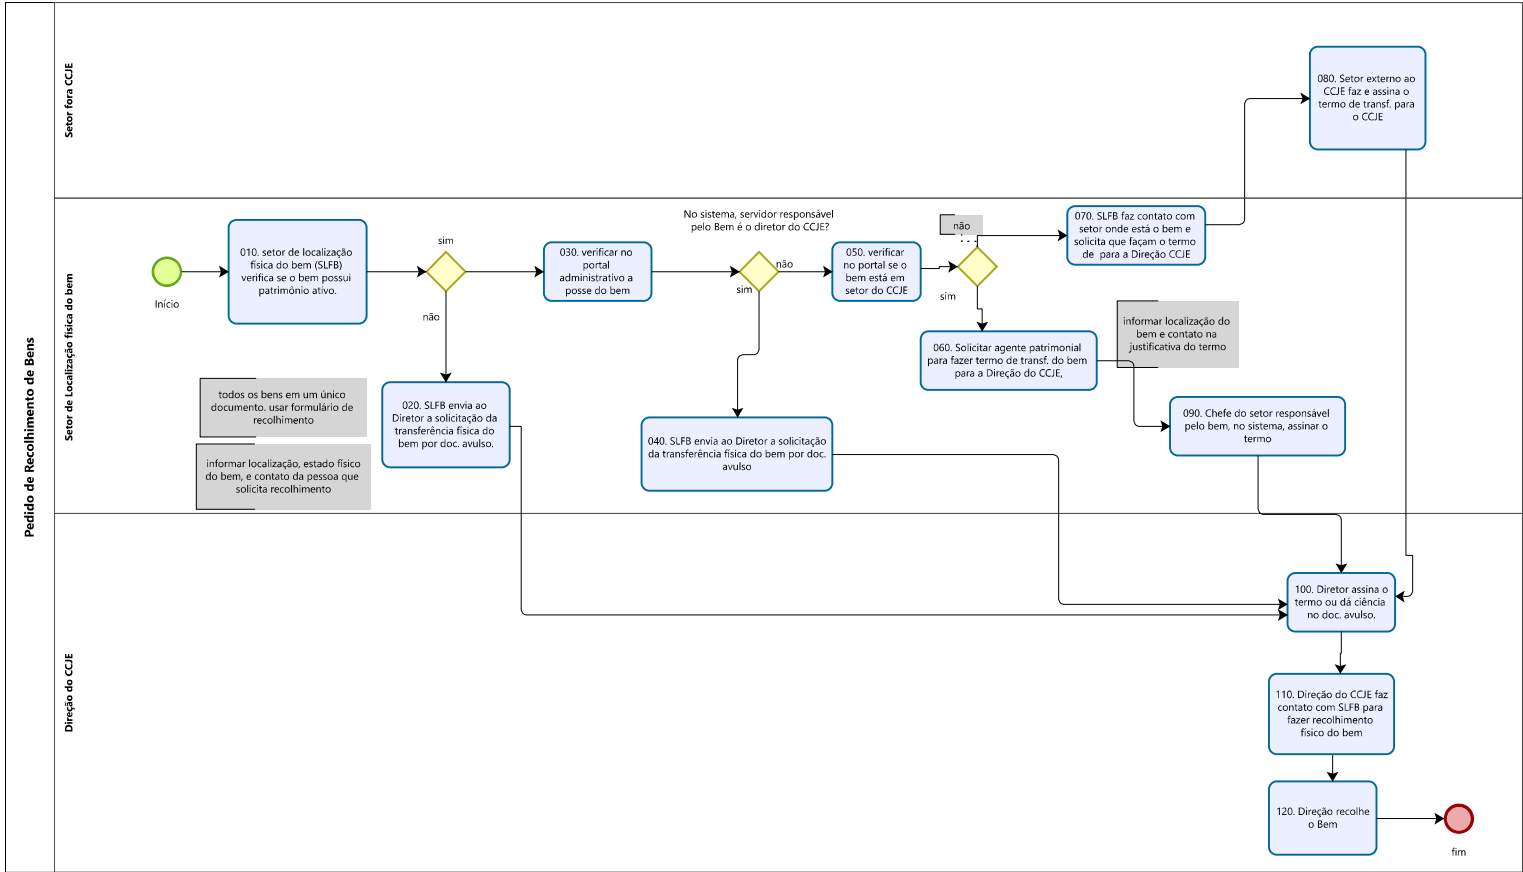 Pedido de Recolhimento de Bens
Setor fora CCJE
080. Setor externo ao
CCJE faz e assina o
termo de transf. para
o CCJE
Setor de Localização física do bem
Início
010. setor de localização
física do bem (SLFB)
verifica se o bem possui
patrimônio ativo.
sim
não
020. SLFB envia ao
Diretor a solicitação da
transferência física do
bem por doc. avulso.
todos os bens em um único
documento. usar formulário de
recolhimento
informar localização, estado físico
do bem, e contato da pessoa que
solicita recolhimento
030. verificar no
portal
administrativo a
posse do bem
No sistema, servidor responsável
pelo Bem é o diretor do CCJE?
não
sim
040. SLFB envia ao Diretor a solicitação
da transferência física do bem por doc.
avulso
050. verificar
no portal se o
bem está em
setor do CCJE
não
sim
060. Solicitar agente patrimonial
para fazer termo de transf. do bem
para a Direção do CCJE,
070. SLFB faz contato com
setor onde está o bem e
solicita que façam o termo
de para a Direção CCJE
informar localização do
bem e contato na
justificativa do termo
090. Chefe do setor responsável
pelo bem, no sistema, assinar o
termo
Direção do CCJE
100. Diretor assina o
termo ou dá ciência
no doc. avulso.
110. Direção do CCJE faz
contato com SLFB para
fazer recolhimento
físico do bem
120. Direção recolhe
o Bem
fim